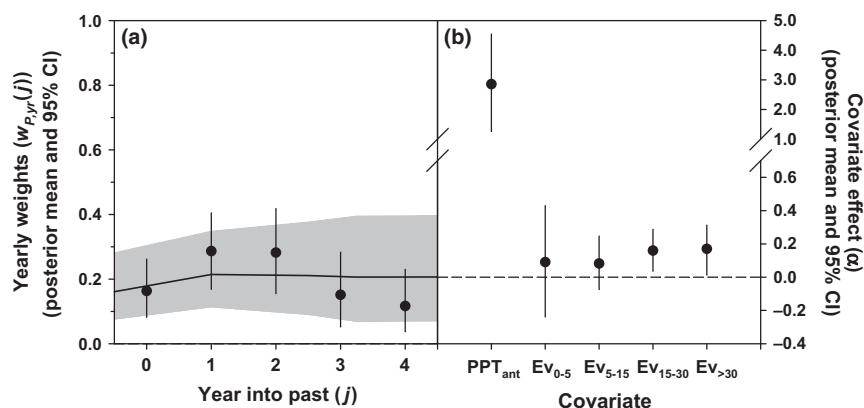 (a)
Yearly weights (w_P,yr(j))
(posterior mean and 95% CI)
1.0
0.8
0.6
0.4
0.2
0.0
0 1 2 3 4
Year into past (j)
(b)
5.0
4.0
3.0
2.0
1.0
0.6
0.4
0.2
0.0
–0.2
–0.4
Covariate effect (α)
(posterior mean and 95% CI)
PPT_ant Ev_0-5 Ev_5-15 Ev_15-30 Ev_>30
Covariate